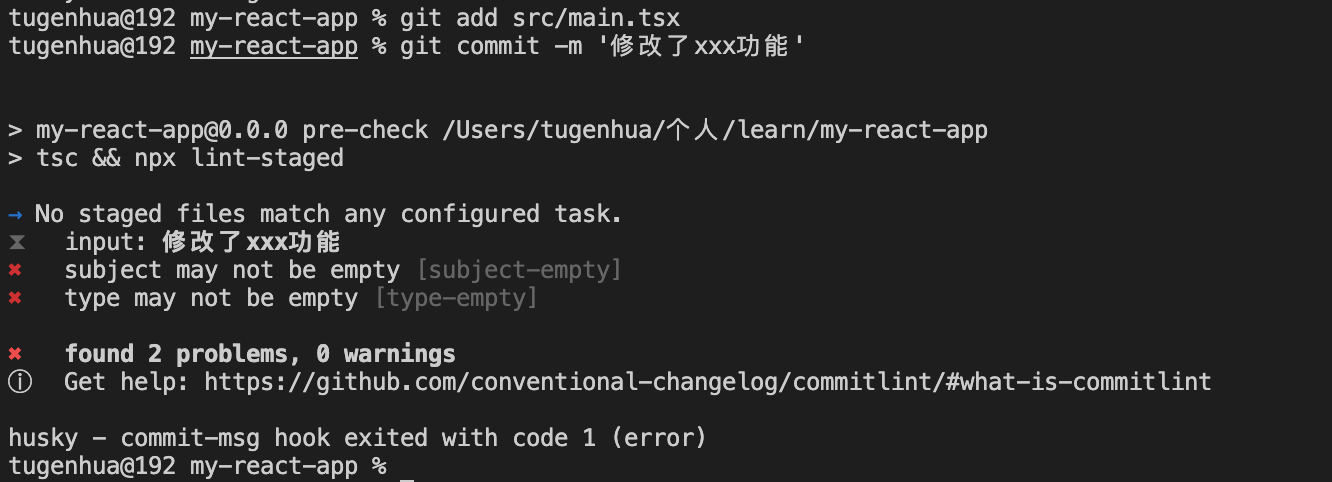 tugenhua@192 my-react-app % git add src/main.tsx
tugenhua@192 my-react-app % git commit -m '修改了xxx功能'
> my-react-app@0.0.0 pre-check /Users/tugenhua/个人/learn/my-react-app
> tsc && npx lint-staged
→ No staged files match any configured task.
⧗ input: 修改了xxx功能
✖ subject may not be empty [subject-empty]
✖ type may not be empty [type-empty]
✖ found 2 problems, 0 warnings
ⓘ Get help: https://github.com/conventional-changelog/commitlint/#what-is-commitlint
husky - commit-msg hook exited with code 1 (error)
tugenhua@192 my-react-app %